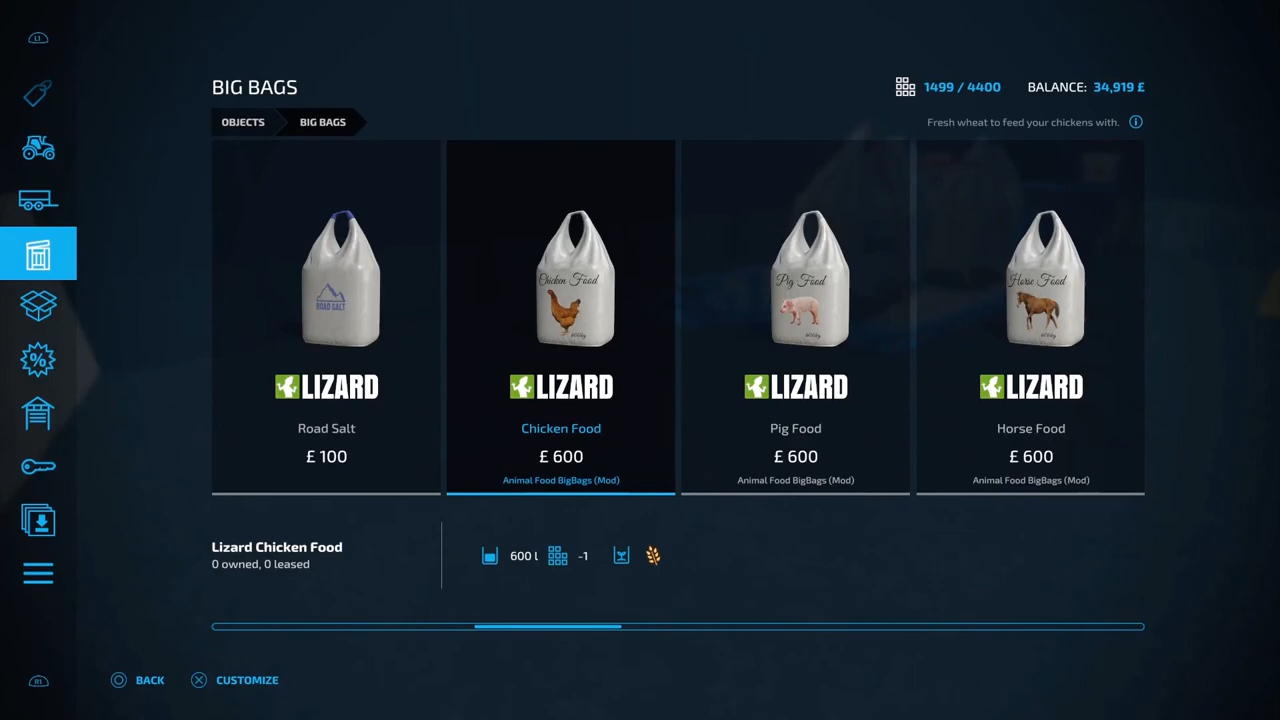 L1
BIG BAGS
1499 / 4400
BALANCE: 34,919 £
OBJECTS
BIG BAGS
Fresh wheat to feed your chickens with.
ROAD SALT
Chicken Food
Pig Food
Horse Food
LIZARD
LIZARD
LIZARD
LIZARD
Road Salt
Chicken Food
Pig Food
Horse Food
£ 100
£ 600
£ 600
£ 600
Animal Food BigBags (Mod)
Animal Food BigBags (Mod)
Animal Food BigBags (Mod)
Lizard Chicken Food
0 owned, 0 leased
600 l
-1
R1
BACK
CUSTOMIZE